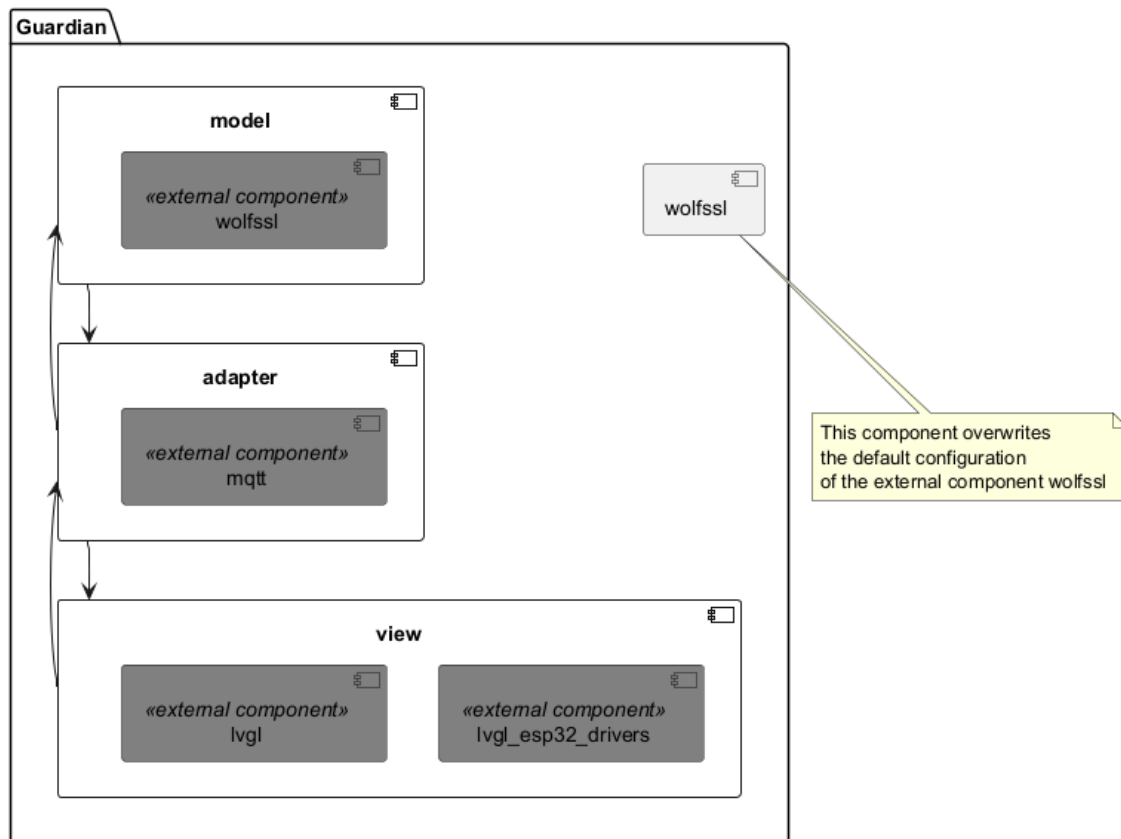 Guardian
model
«external component»
wolfssl
wolfssl
adapter
«external component»
mqtt
This component overwrites
the default configuration
of the external component wolfssl
view
«external component»
lvgl
«external component»
lvgl_esp32_drivers